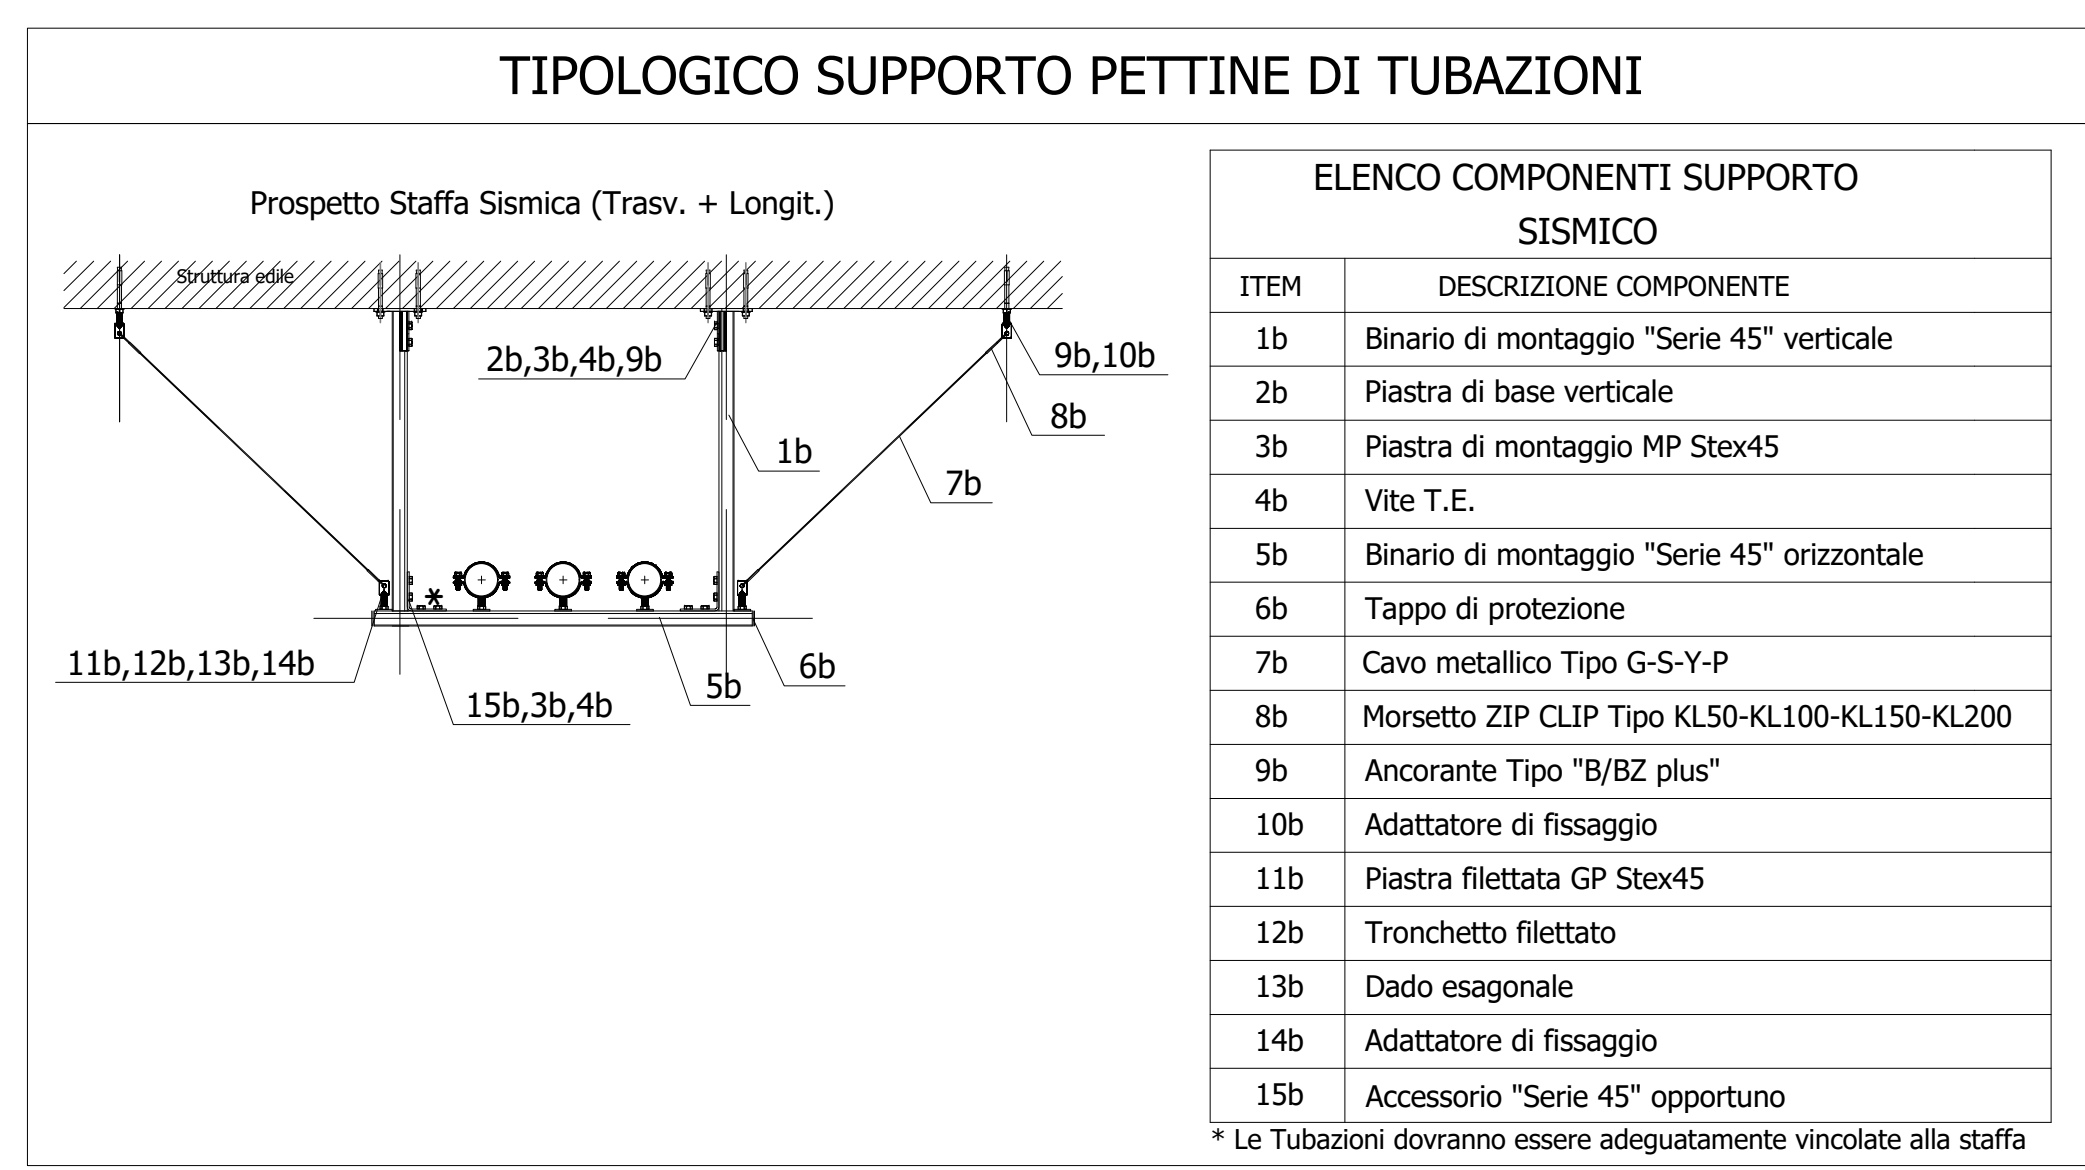 TIPOLOGICO SUPPORTO PETTINE DI TUBAZIONI
Prospetto Staffa Sismica (Trasv. + Longit.)
Struttura edile
2b,3b,4b,9b
9b,10b
8b
1b
7b
*
11b,12b,13b,14b
15b,3b,4b
5b
6b
ELENCO COMPONENTI SUPPORTO
SISMICO
ITEM DESCRIZIONE COMPONENTE
1b Binario di montaggio "Serie 45" verticale
2b Piastra di base verticale
3b Piastra di montaggio MP Stex45
4b Vite T.E.
5b Binario di montaggio "Serie 45" orizzontale
6b Tappo di protezione
7b Cavo metallico Tipo G-S-Y-P
8b Morsetto ZIP CLIP Tipo KL50-KL100-KL150-KL200
9b Ancorante Tipo "B/BZ plus"
10b Adattatore di fissaggio
11b Piastra filettata GP Stex45
12b Tronchetto filettato
13b Dado esagonale
14b Adattatore di fissaggio
15b Accessorio "Serie 45" opportuno
* Le Tubazioni dovranno essere adeguatamente vincolate alla staffa